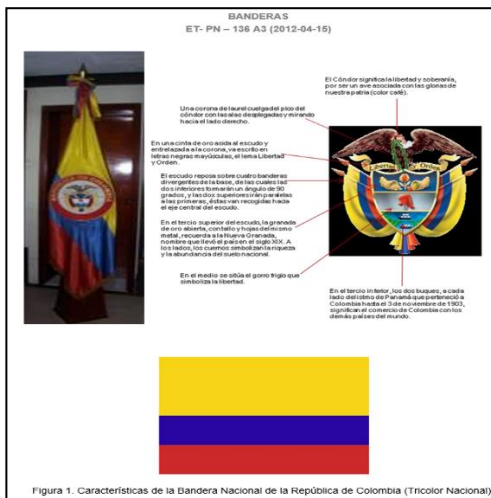 BANDERAS
ET- PN – 136 A3 (2012-04-15)
El Cóndor significa la libertad y soberanía,
por ser un ave asociada con las glorias de
nuestra patria (color café).
Una corona de laurel cuelga del pico del
cóndor con las alas desplegadas y mirando
hacia el lado derecho.
En una cinta de oro asida al escudo y
entrelazada a la corona, va escrito en
letras negras mayúsculas, el lema Libertad
y Orden.
Libertad y Orden
El escudo reposa sobre cuatro banderas
divergentes de la base, de las cuales las
dos inferiores formarán un ángulo de 90
grados, y las dos superiores irán paralelas
a las primeras, éstas van recogidas hacia
el eje central del escudo.
En el tercio superior del escudo, la granada
de oro abierta, con tallo y hojas del mismo
metal, recuerda a la Nueva Granada,
nombre que llevó el país en el siglo XIX. A
los lados, los cuernos simbolizan la riqueza
y la abundancia del suelo nacional.
En el medio se sitúa el gorro frigio que
simboliza la libertad.
En el tercio inferior, los dos buques, a cada
lado del istmo de Panamá que perteneció a
Colombia hasta el 3 de noviembre de 1903,
significan el comercio de Colombia con los
demás países del mundo.
Figura 1. Características de la Bandera Nacional de la República de Colombia (Tricolor Nacional)